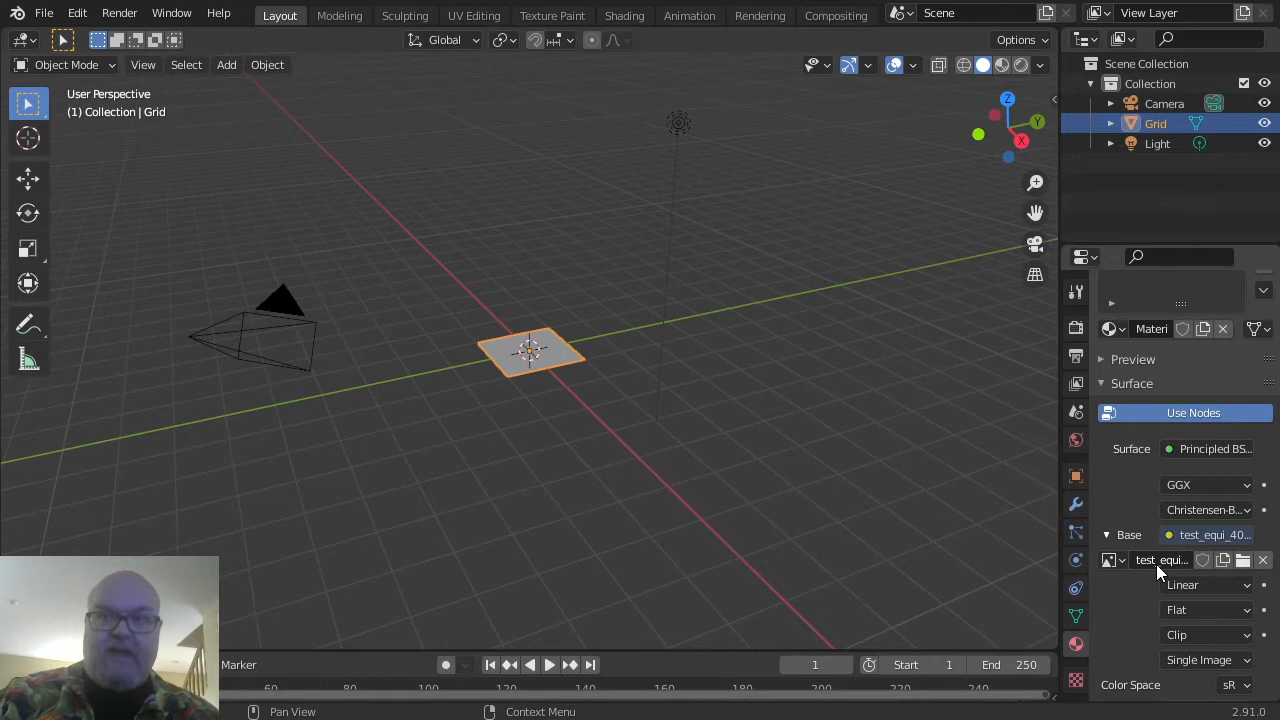 File Edit Render Window Help Layout Modeling Sculpting UV Editing Texture Paint Shading Animation Rendering Compositing Scene View Layer
Global Options
Object Mode View Select Add Object
User Perspective
(1) Collection | Grid
Z
Y
X
Scene Collection
Collection
Camera
Grid
Light
Materi
Preview
Surface
Use Nodes
Surface Principled BS...
GGX
Christensen-B...
Base test_equi_40...
test_equi...
Linear
Flat
Clip
Single Image
Color Space sR
Marker 1 Start 1 End 250
60 80 100 120 140 160 180 200 220 240
Pan View Context Menu 2.91.0